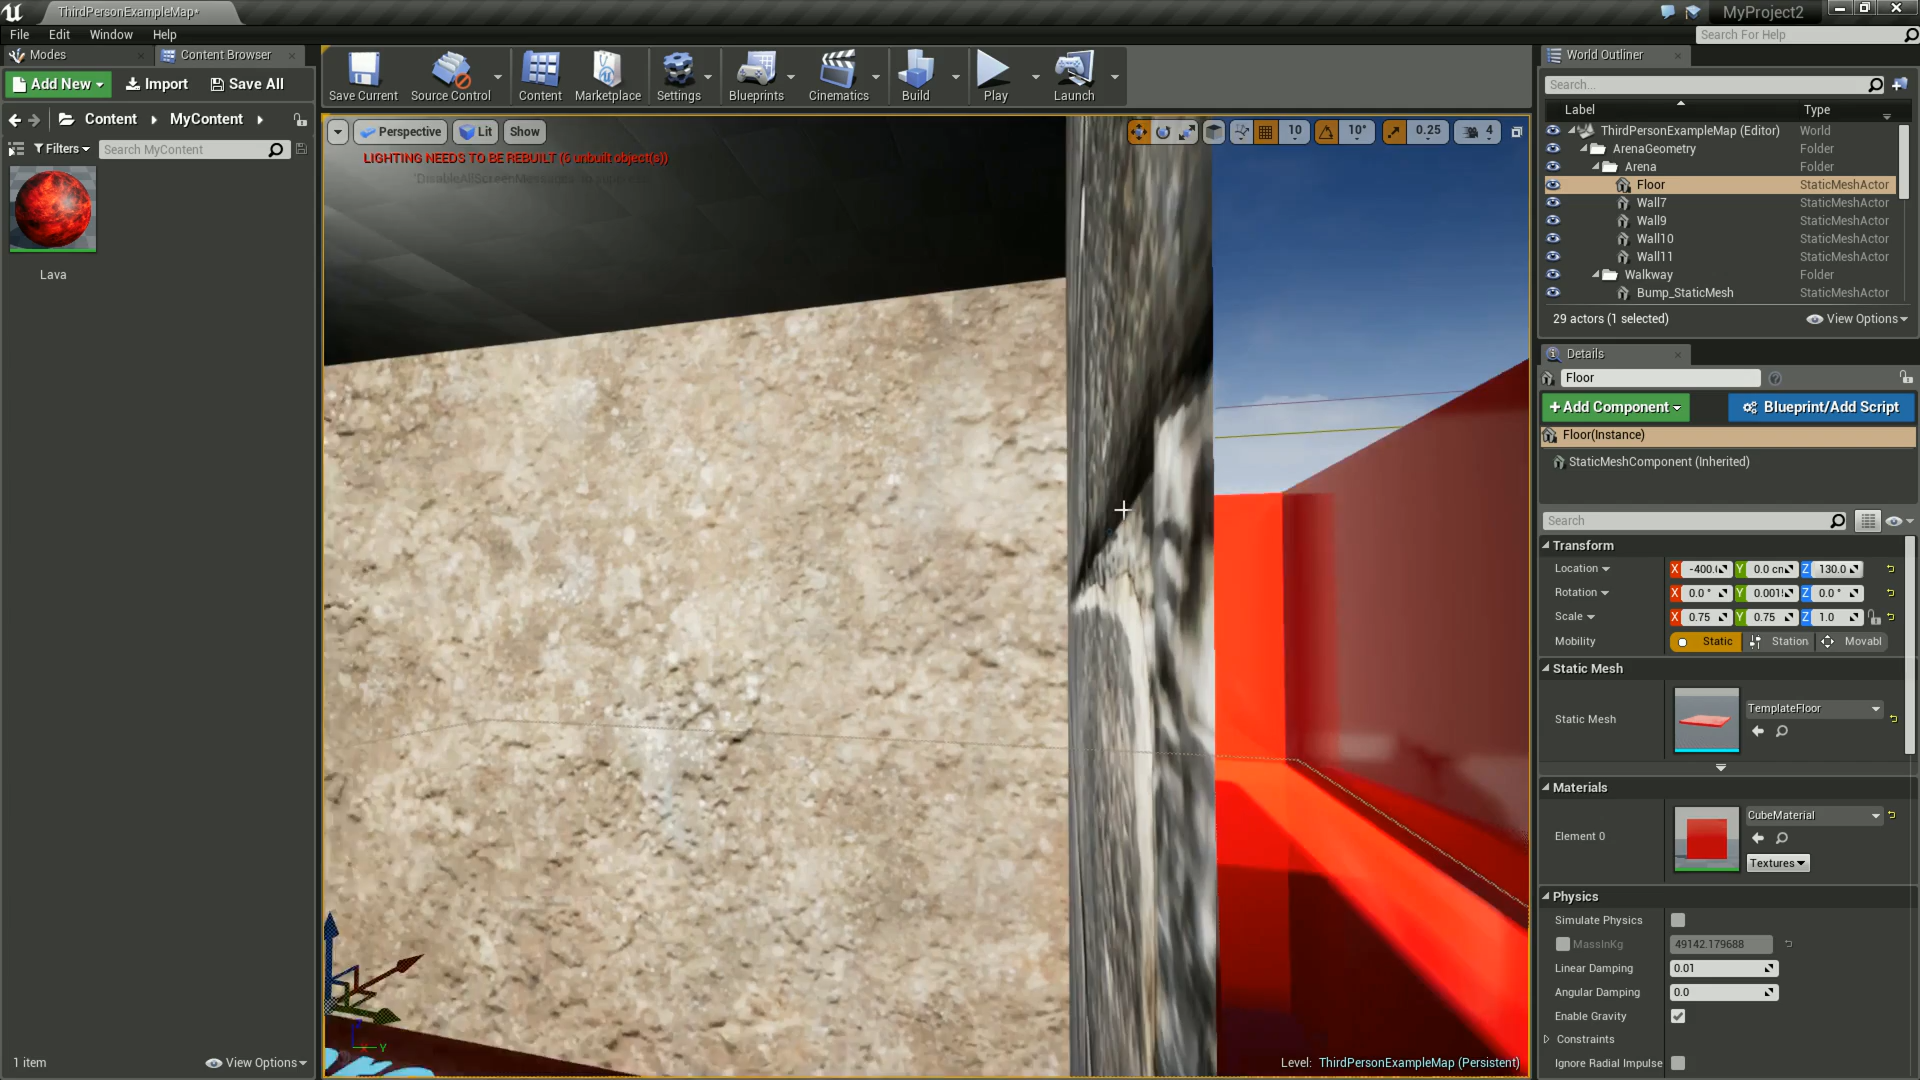 ThirdPersonExampleMap*
MyProject2
File Edit Window Help
Search For Help
Modes
Content Browser
Add New
Import
Save All
Content
MyContent
Filters
Search MyContent
Lava
1 item
View Options
Save Current
Source Control
Content
Marketplace
Settings
Blueprints
Cinematics
Build
Play
Launch
Perspective
Lit
Show
10
10°
0.25
4
LIGHTING NEEDS TO BE REBUILT (6 unbuilt object(s))
'DisableAllScreenMessages' to suppress
Y
Level: ThirdPersonExampleMap (Persistent)
World Outliner
Search...
Label Type
ThirdPersonExampleMap (Editor) World
ArenaGeometry Folder
Arena Folder
Floor StaticMeshActor
Wall7 StaticMeshActor
Wall9 StaticMeshActor
Wall10 StaticMeshActor
Wall11 StaticMeshActor
Walkway Folder
Bump_StaticMesh StaticMeshActor
29 actors (1 selected)
View Options
Details
Floor
+Add Component
Blueprint/Add Script
Floor(Instance)
StaticMeshComponent (Inherited)
Search
Transform
Location X -400.( Y 0.0 cm Z 130.0
Rotation X 0.0 ° Y 0.001! Z 0.0 °
Scale X 0.75 Y 0.75 Z 1.0
Mobility Static Station Movabl
Static Mesh
Static Mesh TemplateFloor
Materials
Element 0 CubeMaterial
Textures
Physics
Simulate Physics
MassInKg 49142.179688
Linear Damping 0.01
Angular Damping 0.0
Enable Gravity
Constraints
Ignore Radial Impulse